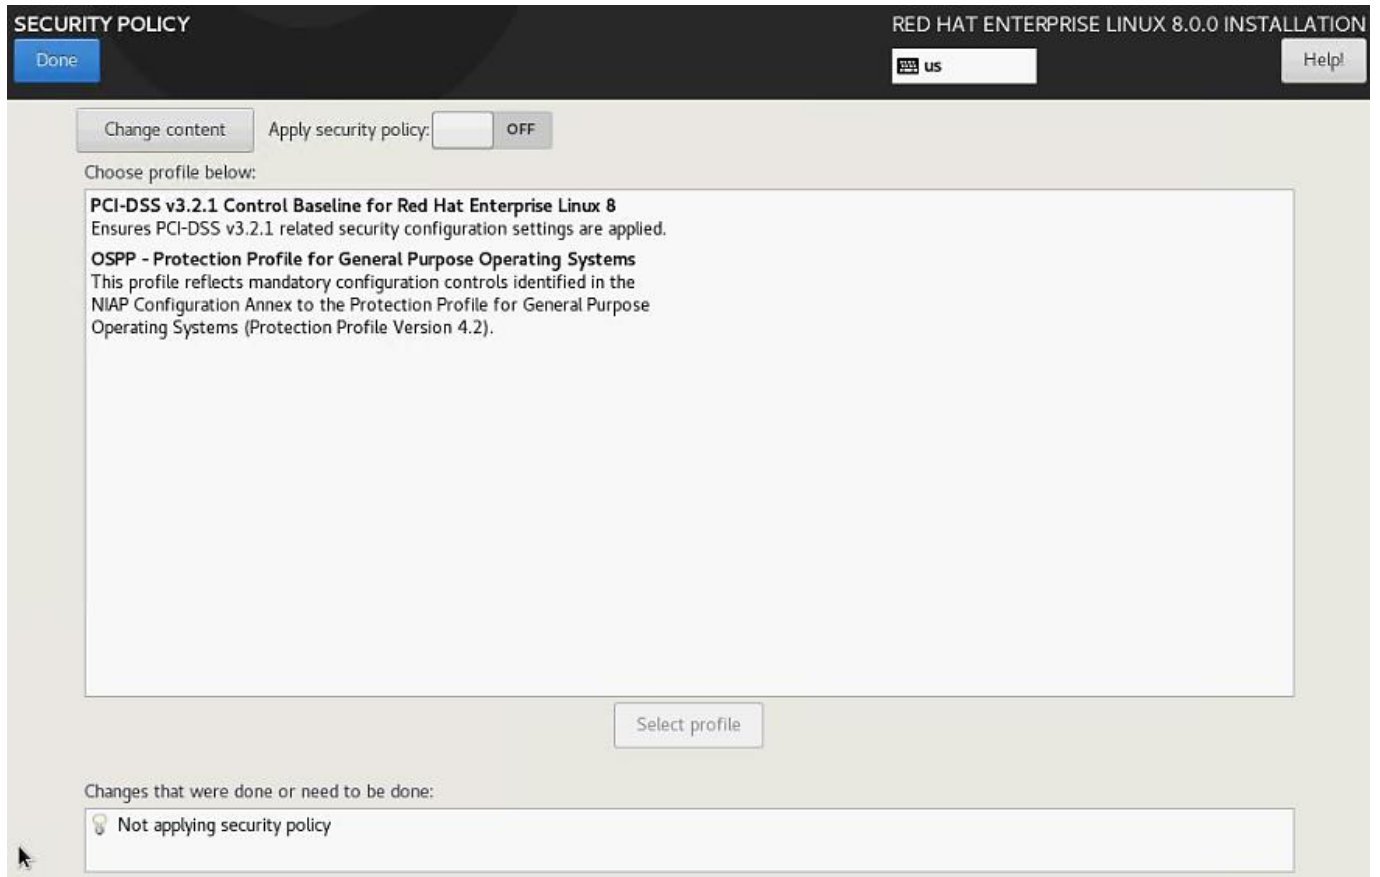 SECURITY POLICY
RED HAT ENTERPRISE LINUX 8.0.0 INSTALLATION
Done
us
Help!
Change content
Apply security policy:
OFF
Choose profile below:
PCI-DSS v3.2.1 Control Baseline for Red Hat Enterprise Linux 8
Ensures PCI-DSS v3.2.1 related security configuration settings are applied.
OSPP - Protection Profile for General Purpose Operating Systems
This profile reflects mandatory configuration controls identified in the
NIAP Configuration Annex to the Protection Profile for General Purpose
Operating Systems (Protection Profile Version 4.2).
Select profile
Changes that were done or need to be done:
Not applying security policy